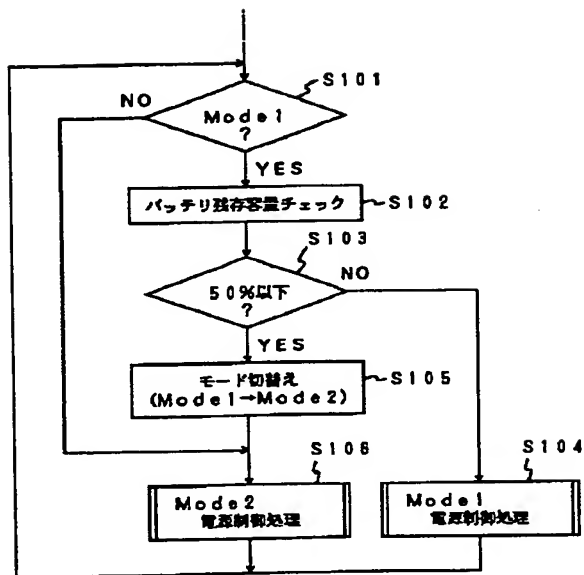 S101
NO
Mode1
?
YES
バッテリ残存容量チェック
S102
S103
NO
50%以下
?
YES
モード切替え
(Mode1→Mode2)
S105
S106
S104
Mode2
電源制御処理
Mode1
電源制御処理